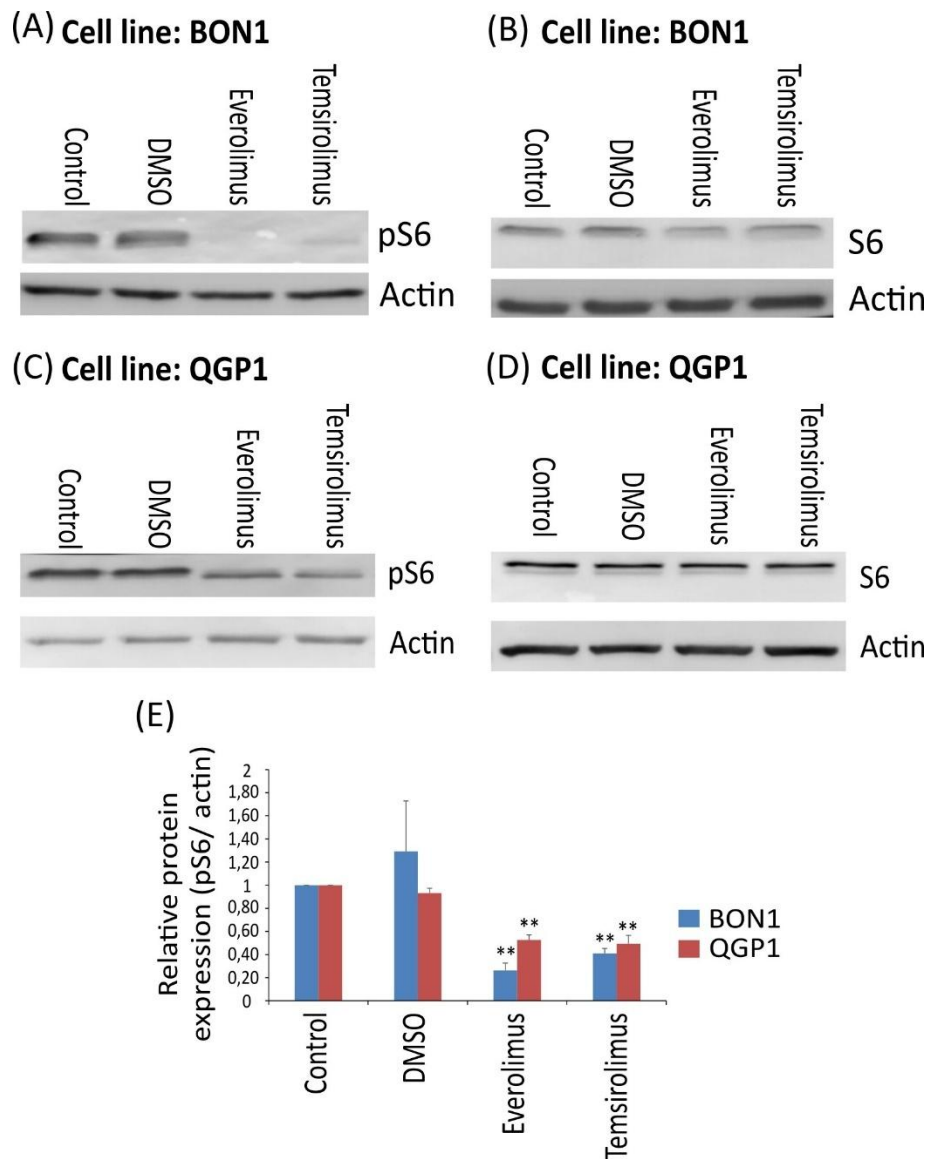 (A) Cell line: BON1
Control
DMSO
Everolimus
Temsirolimus
pS6
Actin
(B) Cell line: BON1
Control
DMSO
Everolimus
Temsirolimus
S6
Actin
(C) Cell line: QGP1
Control
DMSO
Everolimus
Temsirolimus
pS6
Actin
(D) Cell line: QGP1
Control
DMSO
Everolimus
Temsirolimus
S6
Actin
(E)
Relative protein
expression (pS6/ actin)
2
1,80
1,60
1,40
1,20
1
0,80
0,60
0,40
0,20
0
**
**
**
**
Control
DMSO
Everolimus
Temsirolimus
BON1
QGP1